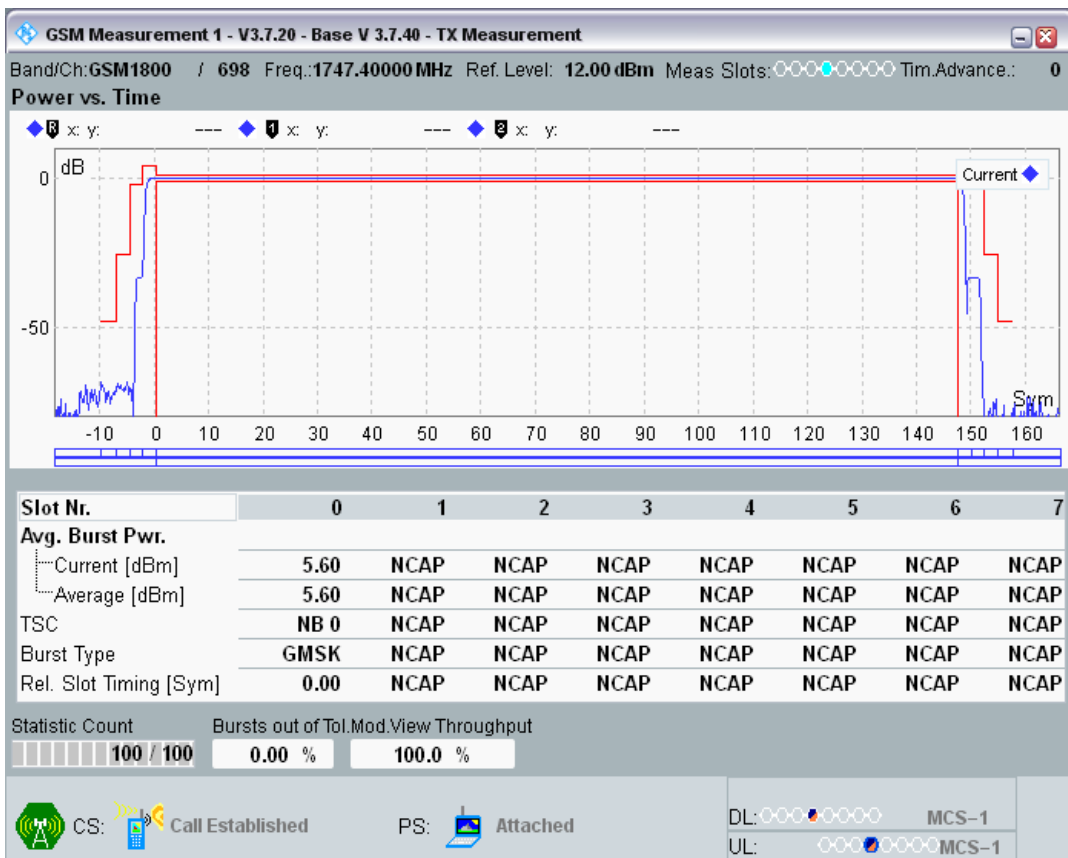 GSM Measurement 1 - V3.7.20 - Base V 3.7.40 - TX Measurement
Band/Ch:GSM1800 / 698 Freq.:1747.40000 MHz Ref. Level: 12.00 dBm Meas Slots: Tim.Advance.: 0
Power vs. Time
R x: y: --- 1 x: y: --- 2 x: y: ---
dB
0
Current
-50
Sym
-10 0 10 20 30 40 50 60 70 80 90 100 110 120 130 140 150 160
Slot Nr. 0 1 2 3 4 5 6 7
Avg. Burst Pwr.
Current [dBm] 5.60 NCAP NCAP NCAP NCAP NCAP NCAP NCAP
Average [dBm] 5.60 NCAP NCAP NCAP NCAP NCAP NCAP NCAP
TSC NB 0 NCAP NCAP NCAP NCAP NCAP NCAP NCAP
Burst Type GMSK NCAP NCAP NCAP NCAP NCAP NCAP NCAP
Rel. Slot Timing [Sym] 0.00 NCAP NCAP NCAP NCAP NCAP NCAP NCAP
Statistic Count Bursts out of Tol. Mod.View Throughput
100 / 100 0.00 % 100.0 %
CS: Call Established PS: Attached
DL: MCS-1
UL: MCS-1